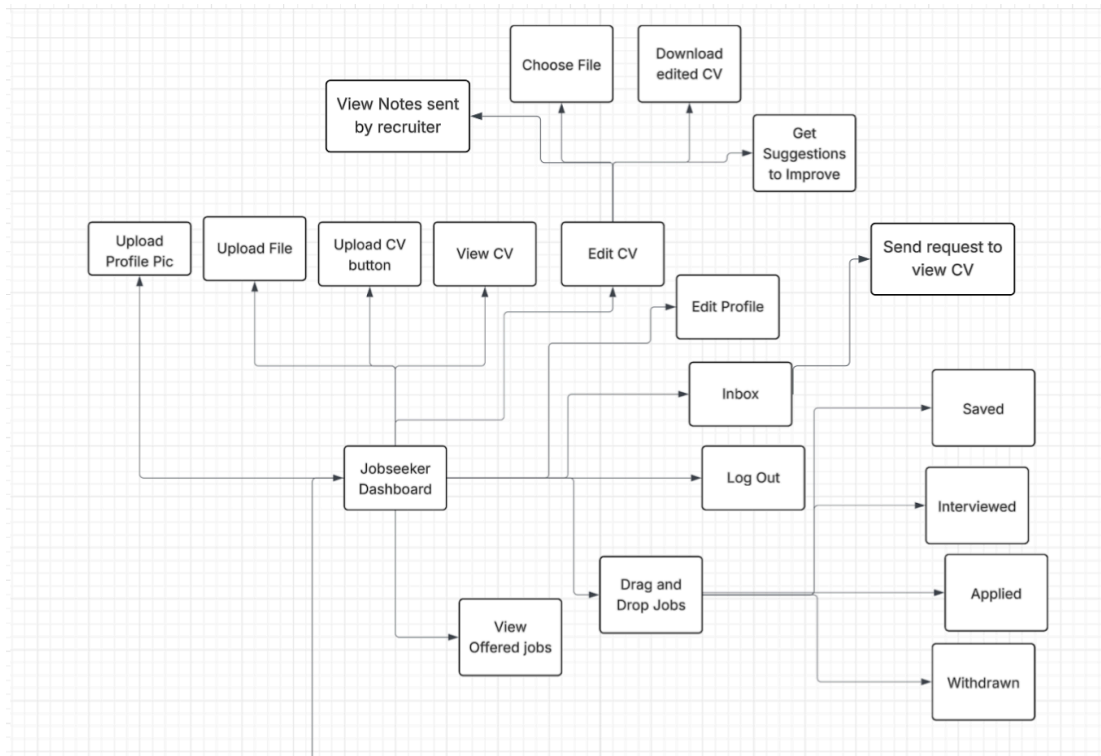 Choose File
Download
edited CV
View Notes sent
by recruiter
Get
Suggestions
to Improve
Upload
Profile Pic
Upload File
Upload CV
button
View CV
Edit CV
Send request to
view CV
Edit Profile
Inbox
Saved
Jobseeker
Dashboard
Log Out
Interviewed
Drag and
Drop Jobs
Applied
View
Offered jobs
Withdrawn